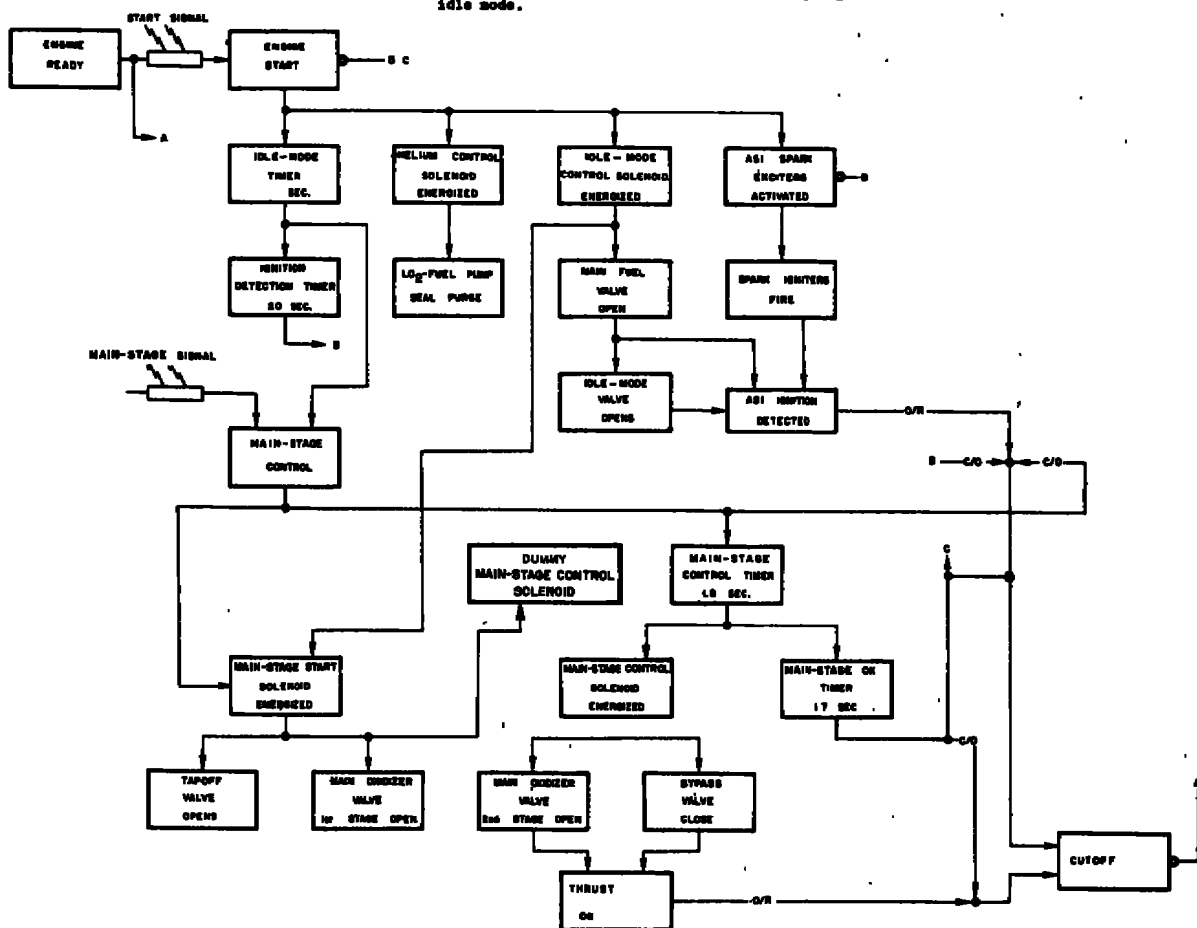 idle mode.
START SIGNAL
ENGINE
READY
ENGINE
START
B C
A
IDLE-MODE
TIMER
SEC.
HELIUM CONTROL
SOLENOID
ENERGIZED
IDLE-MODE
CONTROL SOLENOID
ENERGIZED
ASI SPARK
EXCITERS
ACTIVATED
B
IGNITION
DETECTION TIMER
SEC.
LO2-FUEL PUMP
SEAL PURGE
MAIN FUEL
VALVE
OPEN
SPARK IGNITERS
FIRE
B
MAIN-STAGE SIGNAL
IDLE-MODE
VALVE
OPENS
ASI IGNITION
DETECTED
O/R
MAIN-STAGE
CONTROL
B
C/O
C/O
DUMMY
MAIN-STAGE CONTROL
SOLENOID
MAIN-STAGE
CONTROL TIMER
SEC.
C
MAIN-STAGE START
SOLENOID
ENERGIZED
MAIN-STAGE CONTROL
SOLENOID
ENERGIZED
MAIN-STAGE OK
TIMER
SEC
C/O
TAPOFF
VALVE
OPENS
MAIN OXIDIZER
VALVE
1st STAGE OPEN
MAIN OXIDIZER
VALVE
2nd STAGE OPEN
BYPASS
VALVE
CLOSE
CUTOFF
THRUST
OK
O/R